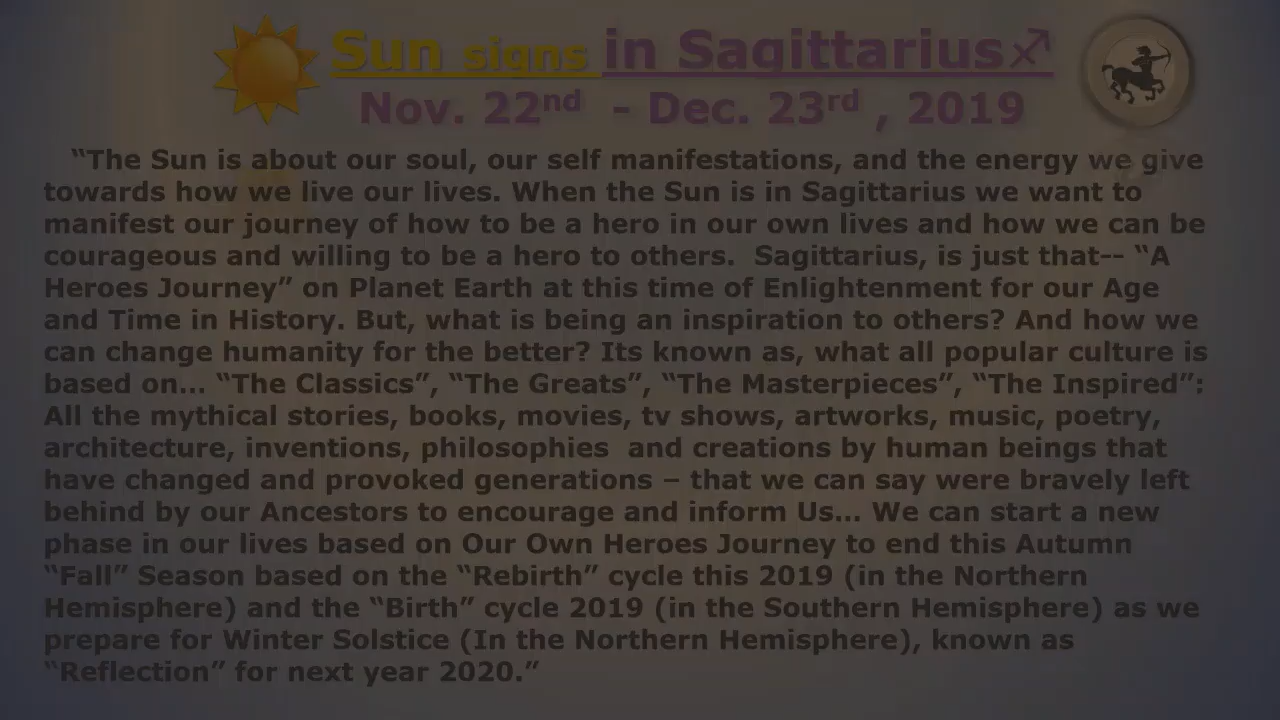 Sun signs in Sagittarius♐
Nov. 22nd - Dec. 23rd , 2019
“The Sun is about our soul, our self manifestations, and the energy we give
towards how we live our lives. When the Sun is in Sagittarius we want to
manifest our journey of how to be a hero in our own lives and how we can be
courageous and willing to be a hero to others.  Sagittarius, is just that-- “A
Heroes Journey” on Planet Earth at this time of Enlightenment for our Age
and Time in History. But, what is being an inspiration to others? And how we
can change humanity for the better? Its known as, what all popular culture is
based on… “The Classics”, “The Greats”, “The Masterpieces”, “The Inspired”:
All the mythical stories, books, movies, tv shows, artworks, music, poetry,
architecture, inventions, philosophies  and creations by human beings that
have changed and provoked generations – that we can say were bravely left
behind by our Ancestors to encourage and inform Us… We can start a new
phase in our lives based on Our Own Heroes Journey to end this Autumn
“Fall” Season based on the “Rebirth” cycle this 2019 (in the Northern
Hemisphere) and the “Birth” cycle 2019 (in the Southern Hemisphere) as we
prepare for Winter Solstice (In the Northern Hemisphere), known as
“Reflection” for next year 2020.”